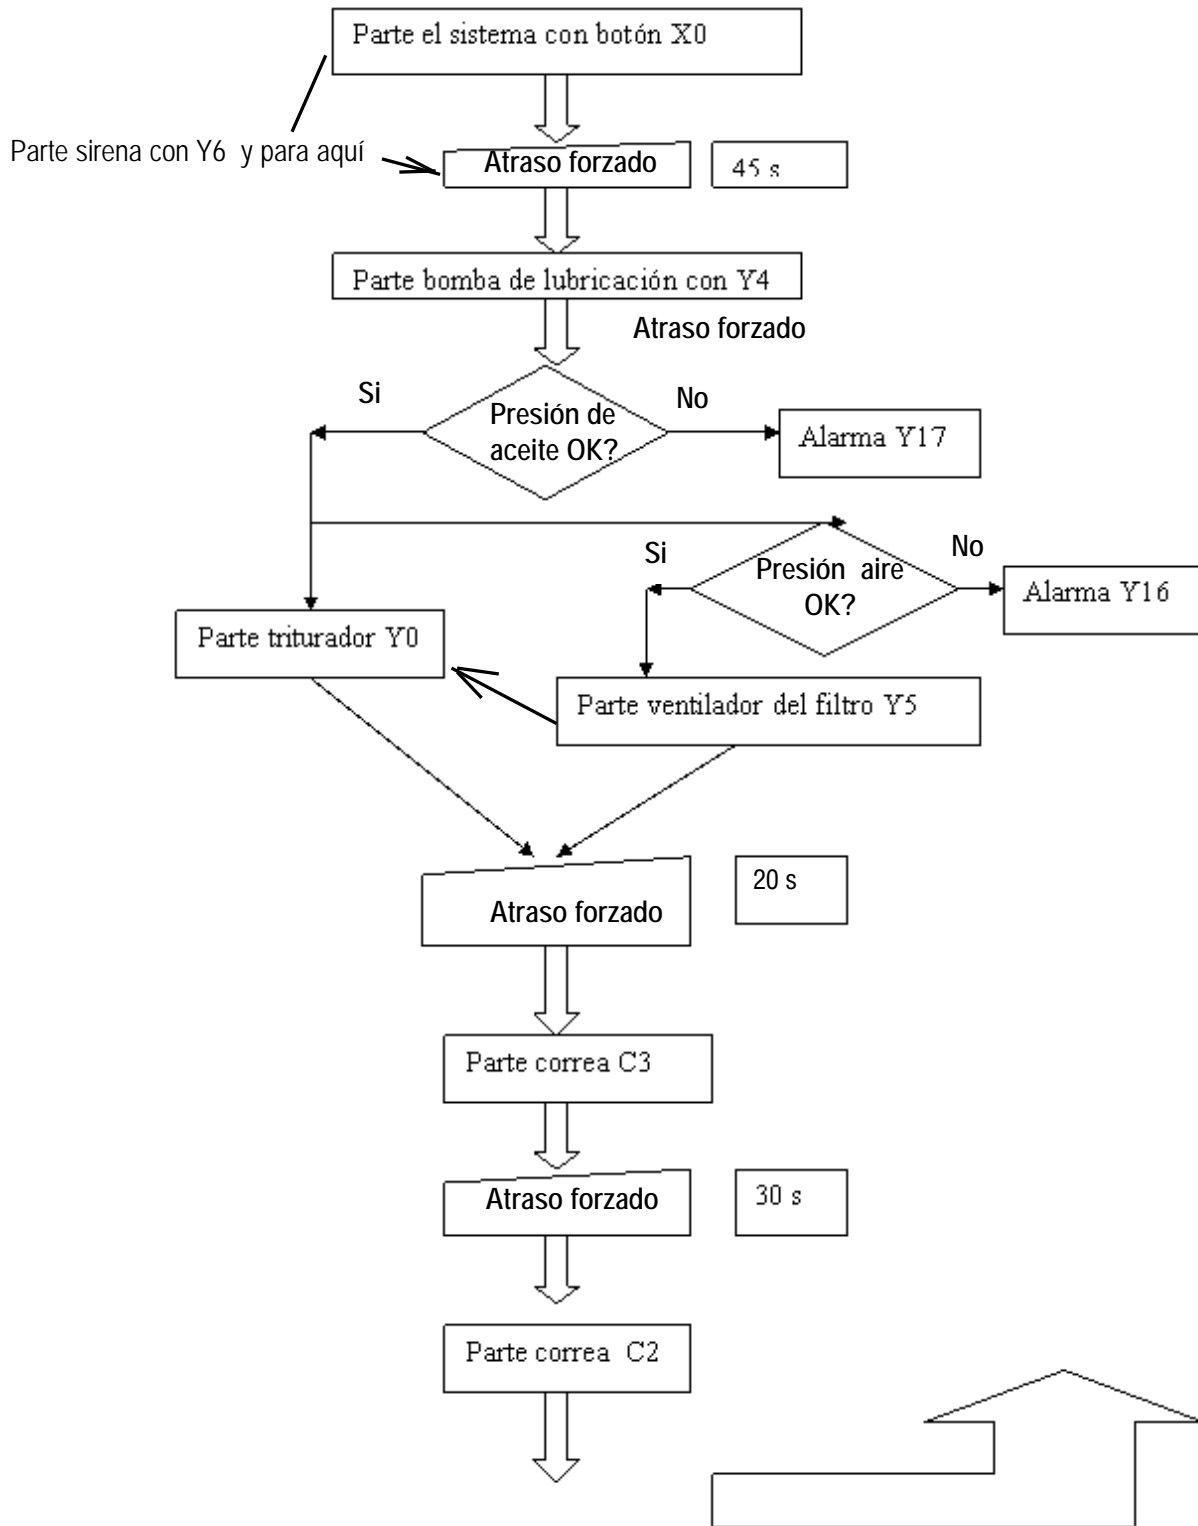 Parte el sistema con botón X0
Parte sirena con Y6 y para aquí
Atraso forzado
45 s
Parte bomba de lubricación con Y4
Atraso forzado
Si
No
Presión de
aceite OK?
Alarma Y17
Si
No
Presión aire
OK?
Alarma Y16
Parte triturador Y0
Parte ventilador del filtro Y5
20 s
Atraso forzado
Parte correa C3
Atraso forzado
30 s
Parte correa C2